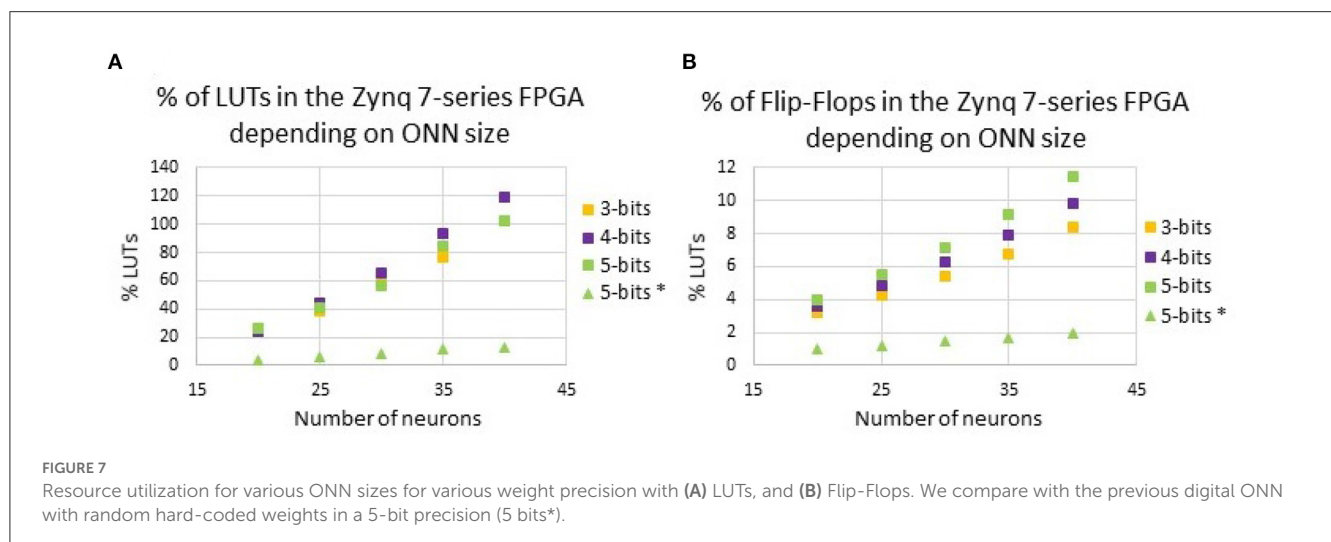 A
% of LUTs in the Zynq 7-series FPGA
depending on ONN size
140
120
100
80
60
40
20
0
% LUTs
15
25
35
45
Number of neurons
3-bits
4-bits
5-bits
5-bits *
B
% of Flip-Flops in the Zynq 7-series FPGA
depending on ONN size
12
10
8
6
4
2
0
% LUTs
15
25
35
45
Number of neurons
3-bits
4-bits
5-bits
5-bits *
FIGURE 7
Resource utilization for various ONN sizes for various weight precision with (A) LUTs, and (B) Flip-Flops. We compare with the previous digital ONN
with random hard-coded weights in a 5-bit precision (5 bits*).